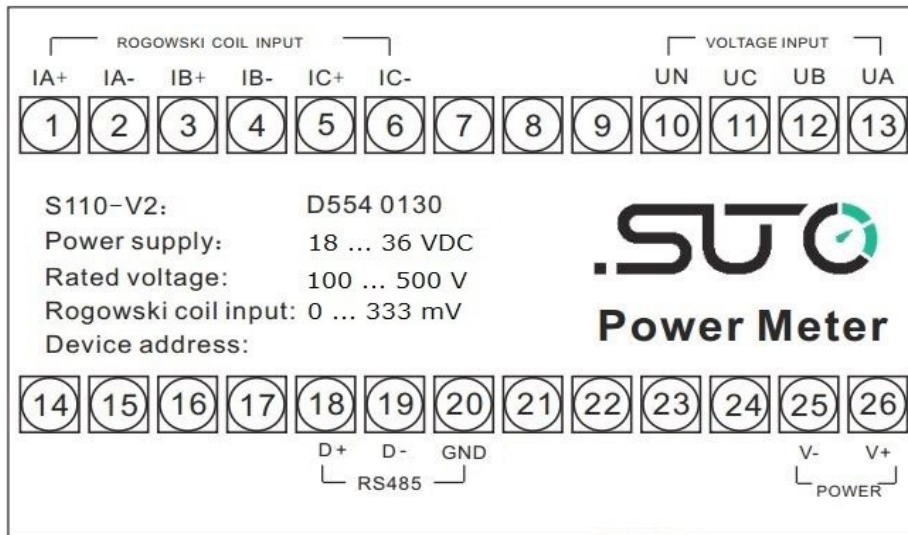 ROGOWSKI COIL INPUT
VOLTAGE INPUT
IA+ IA- IB+ IB- IC+ IC- UN UC UB UA
1 2 3 4 5 6 7 8 9 10 11 12 13
S110-V2: D554 0130
Power supply: 18 ... 36 VDC
Rated voltage: 100 ... 500 V
Rogowski coil input: 0 ... 333 mV
Device address:
.SUTO
Power Meter
14 15 16 17 18 19 20 21 22 23 24 25 26
D+ D- GND V- V+
RS485
POWER